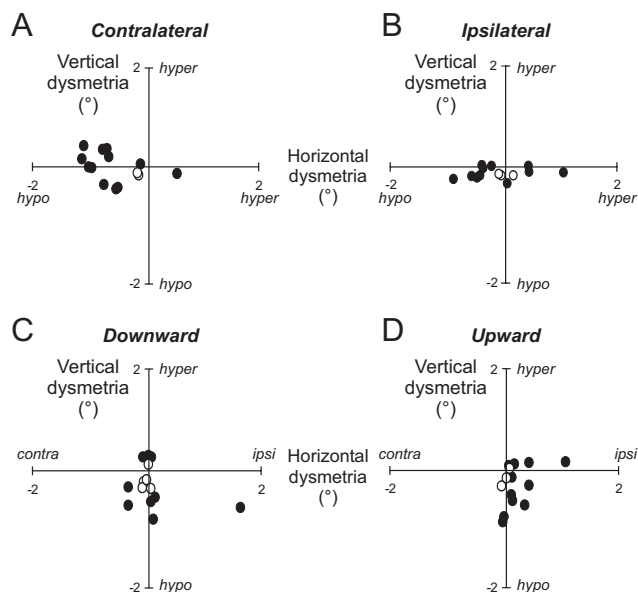 A
Contralateral
Vertical
dysmetria
(°)
2
hyper
-2
hypo
2
hyper
-2
hypo
Horizontal
dysmetria
(°)
B
Ipsilateral
Vertical
dysmetria
(°)
2
hyper
-2
hypo
2
hyper
-2
hypo
C
Downward
Vertical
dysmetria
(°)
2
hyper
contra
-2
ipsi
2
-2
hypo
Horizontal
dysmetria
(°)
D
Upward
Vertical
dysmetria
(°)
2
hyper
contra
-2
ipsi
2
-2
hypo